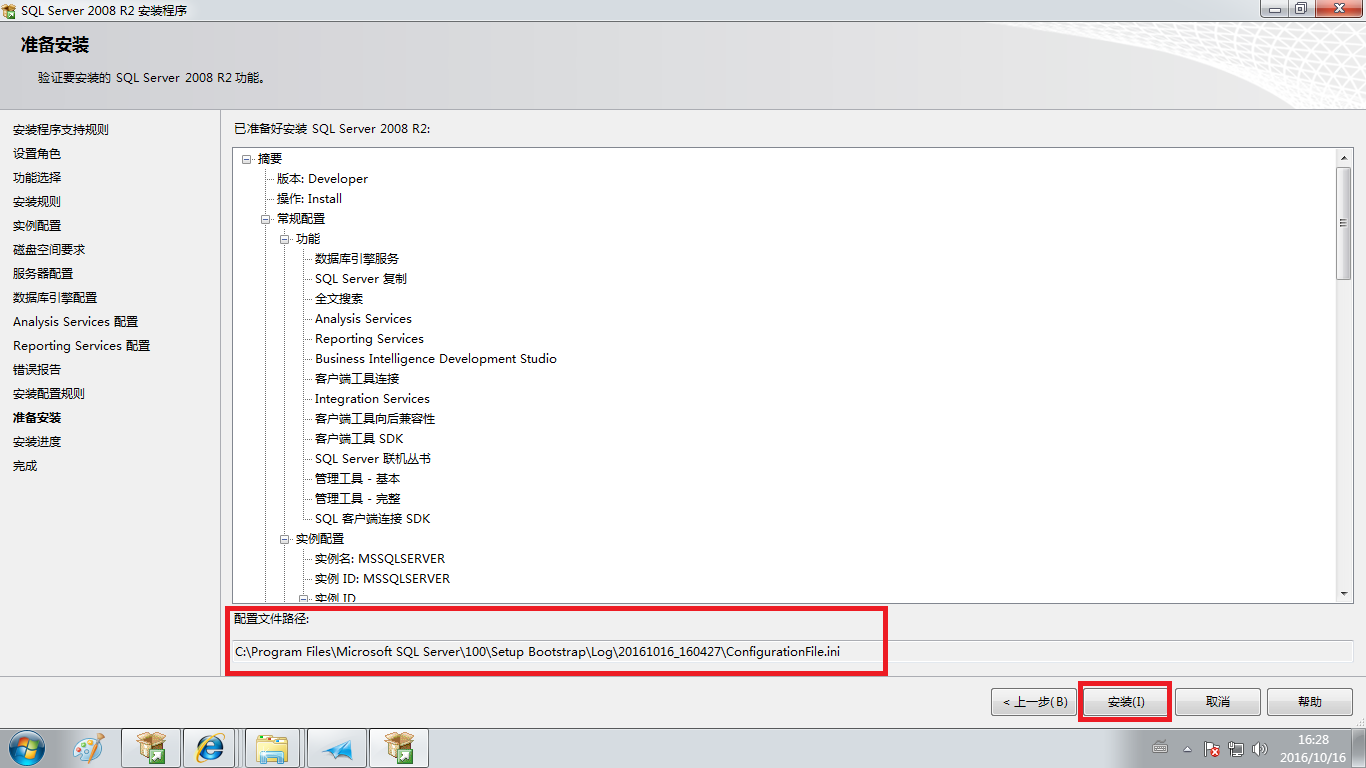 SQL Server 2008 R2 安装程序
准备安装
验证要安装的 SQL Server 2008 R2 功能。
安装程序支持规则
设置角色
功能选择
安装规则
实例配置
磁盘空间要求
服务器配置
数据库引擎配置
Analysis Services 配置
Reporting Services 配置
错误报告
安装配置规则
准备安装
安装进度
完成
已准备好安装 SQL Server 2008 R2:
摘要
版本: Developer
操作: Install
常规配置
功能
数据库引擎服务
SQL Server 复制
全文搜索
Analysis Services
Reporting Services
Business Intelligence Development Studio
客户端工具连接
Integration Services
客户端工具向后兼容性
客户端工具 SDK
SQL Server 联机丛书
管理工具 - 基本
管理工具 - 完整
SQL 客户端连接 SDK
实例配置
实例名: MSSQLSERVER
实例 ID: MSSQLSERVER
实例 ID
配置文件路径:
C:\Program Files\Microsoft SQL Server\100\Setup Bootstrap\Log\20161016_160427\ConfigurationFile.ini
< 上一步(B)
安装(I)
取消
帮助
16:28
2016/10/16